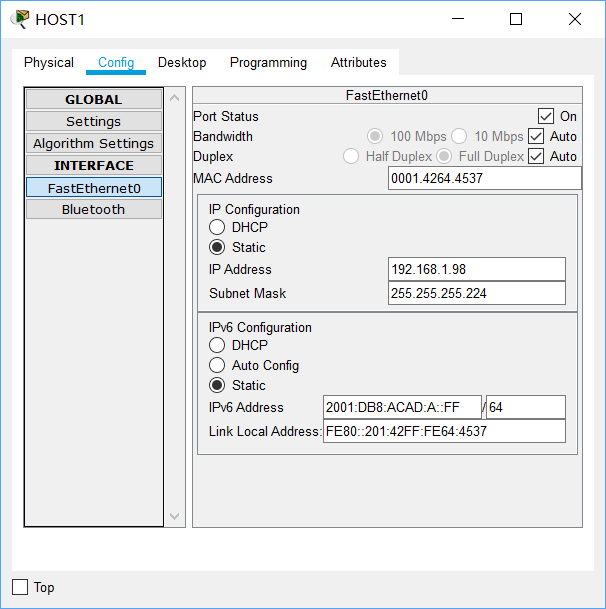 HOST1
Physical Config Desktop Programming Attributes
GLOBAL
Settings
Algorithm Settings
INTERFACE
FastEthernet0
Bluetooth
FastEthernet0
Port Status On
Bandwidth 100 Mbps 10 Mbps Auto
Duplex Half Duplex Full Duplex Auto
MAC Address 0001.4264.4537
IP Configuration
DHCP
Static
IP Address 192.168.1.98
Subnet Mask 255.255.255.224
IPv6 Configuration
DHCP
Auto Config
Static
IPv6 Address 2001:DB8:ACAD:A::FF / 64
Link Local Address: FE80::201:42FF:FE64:4537
Top